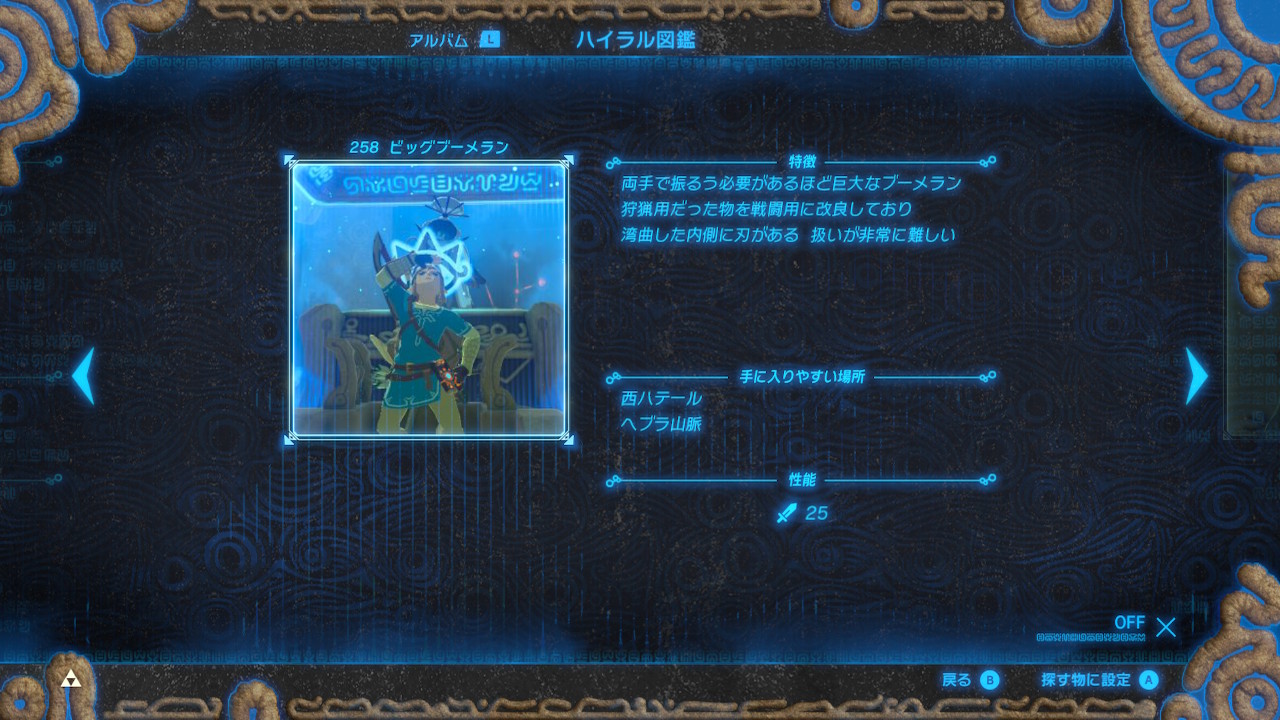 アルバム L
ハイラル図鑑
258 ビッグブーメラン
特徴
両手で振るう必要があるほど巨大なブーメラン
狩猟用だった物を戦闘用に改良しており
湾曲した内側に刃がある 扱いが非常に難しい
手に入りやすい場所
西ハテール
ヘブラ山脈
性能
25
OFF
戻る B
探す物に設定 A